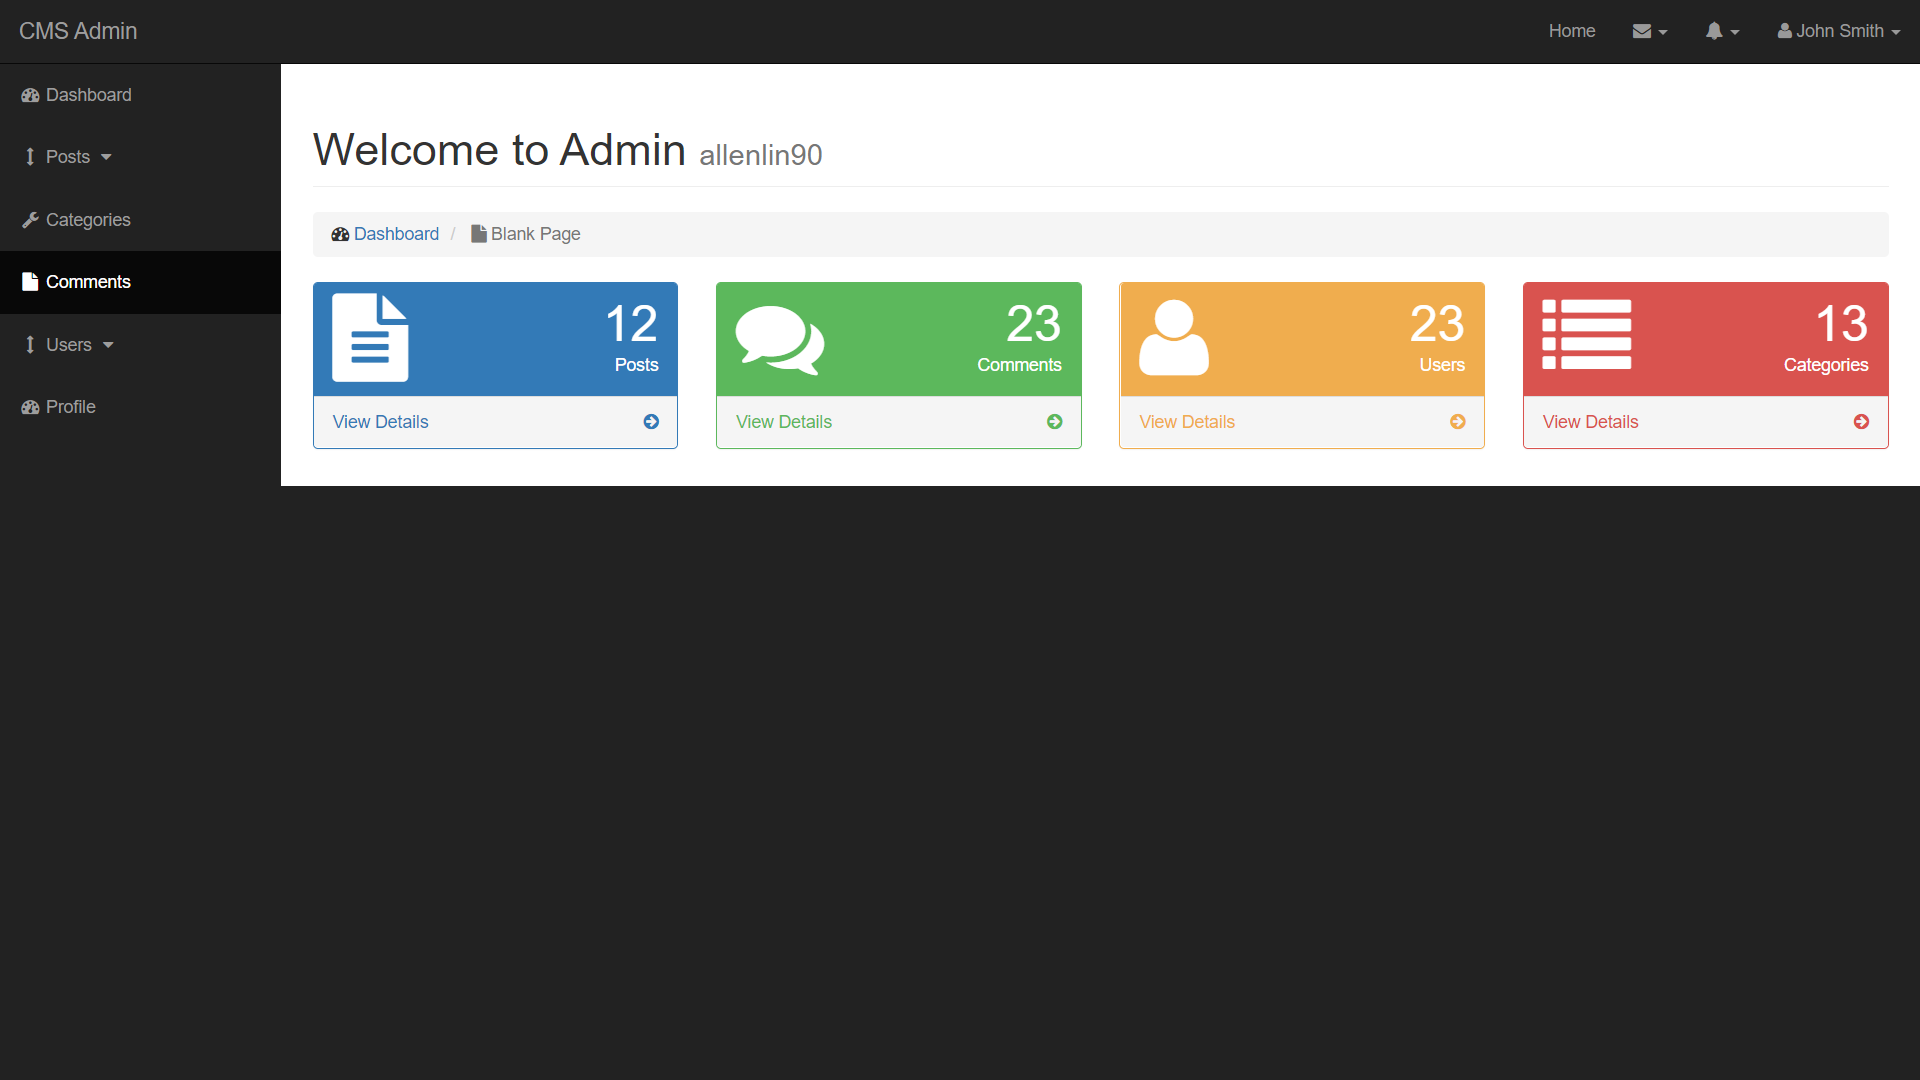 CMS Admin
Home
John Smith
Dashboard
Posts
Categories
Comments
Users
Profile
Welcome to Admin allenlin90
Dashboard / Blank Page
12
Posts
View Details
23
Comments
View Details
23
Users
View Details
13
Categories
View Details